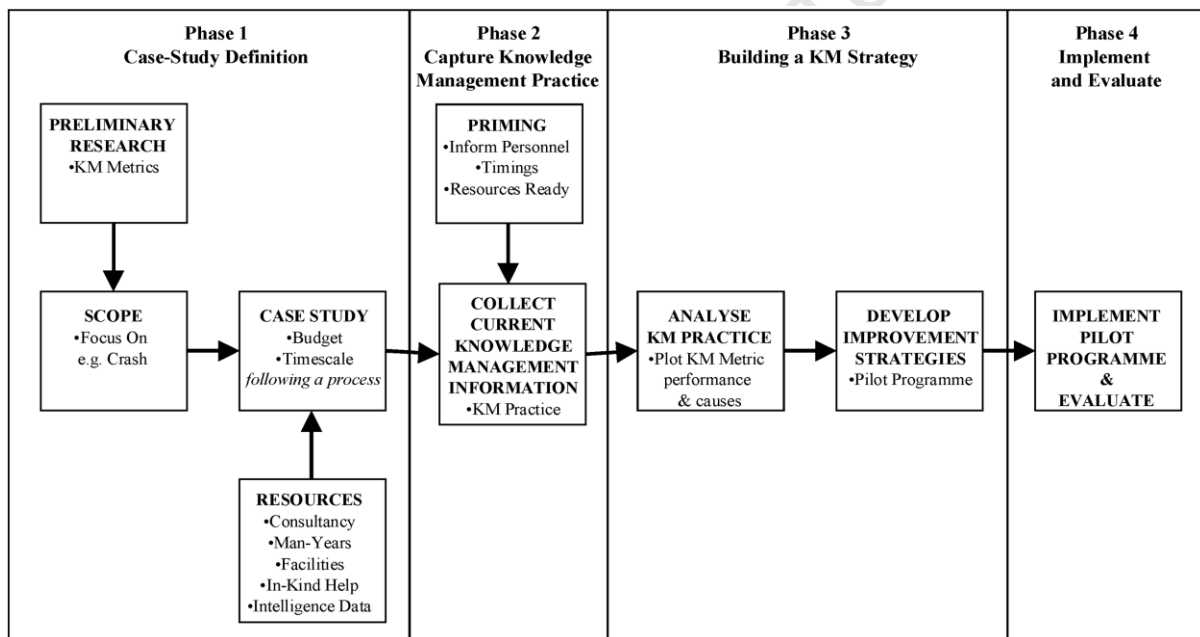 Phase 1
Case-Study Definition
PRELIMINARY
RESEARCH
•KM Metrics
SCOPE
•Focus On
e.g. Crash
CASE STUDY
•Budget
•Timescale
following a process
RESOURCES
•Consultancy
•Man-Years
•Facilities
•In-Kind Help
•Intelligence Data
Phase 2
Capture Knowledge
Management Practice
PRIMING
•Inform Personnel
•Timings
•Resources Ready
COLLECT
CURRENT
KNOWLEDGE
MANAGEMENT
INFORMATION
•KM Practice
Phase 3
Building a KM Strategy
ANALYSE
KM PRACTICE
•Plot KM Metric
performance
& causes
DEVELOP
IMPROVEMENT
STRATEGIES
•Pilot Programme
Phase 4
Implement
and Evaluate
IMPLEMENT
PILOT
PROGRAMME
&
EVALUATE